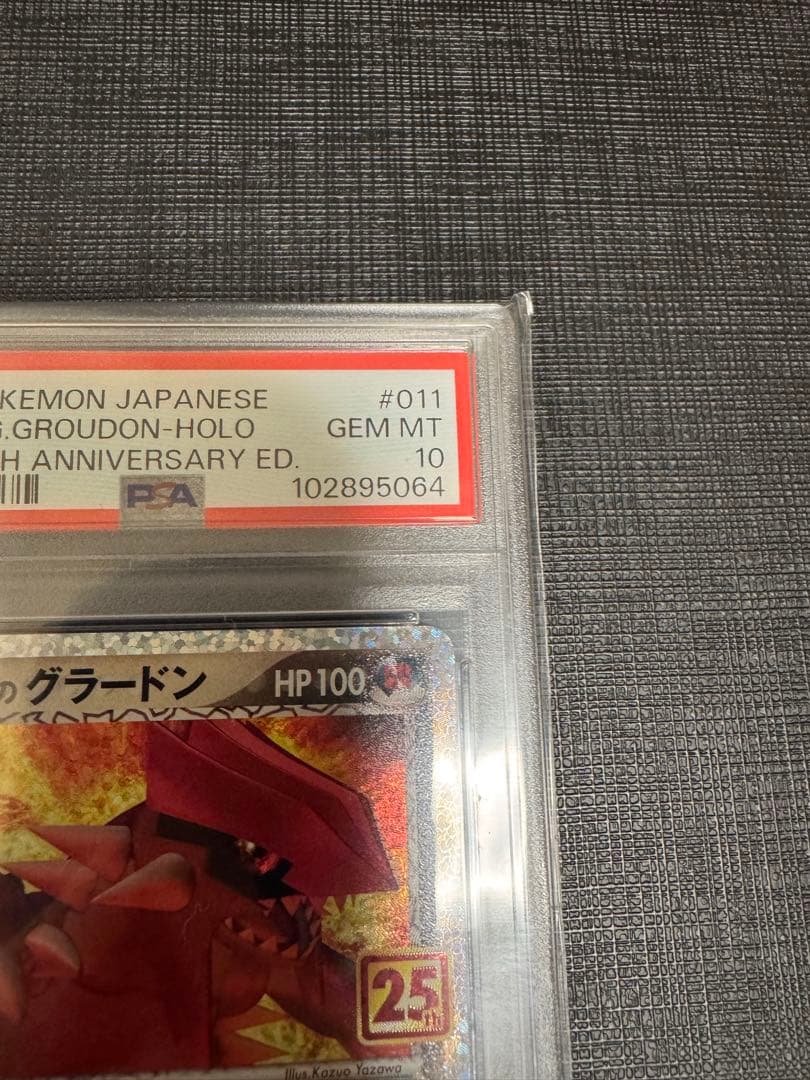 KEMON JAPANESE #011
G.GROUDON-HOLO GEM MT
H ANNIVERSARY ED. 10
PSA 102895064
の グラードン HP100
25th
Illus.Kazuo Yazawa